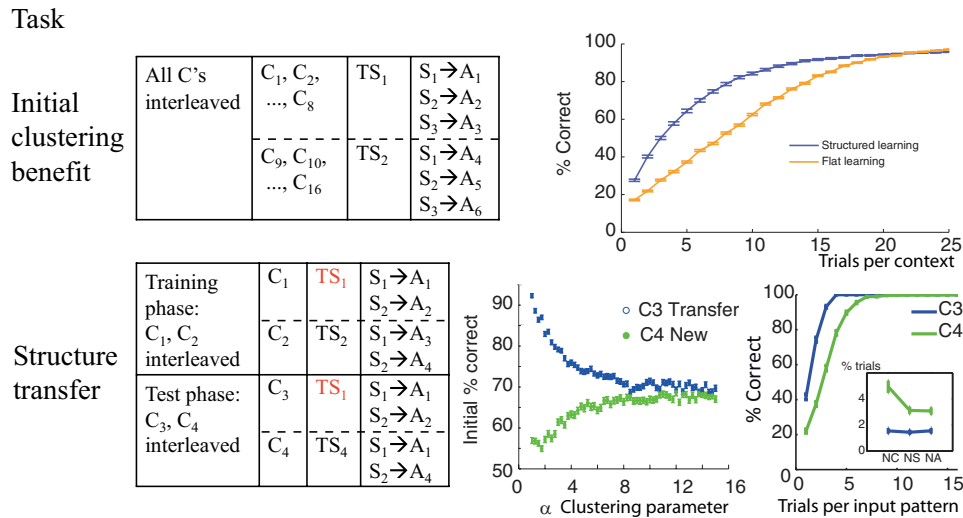 Task
Initial
clustering
benefit
All C's
interleaved
C₁, C₂,
..., C₈
TS₁
S₁→A₁
S₂→A₂
S₃→A₃
C₉, C₁₀,
..., C₁₆
TS₂
S₁→A₄
S₂→A₅
S₃→A₆
% Correct
100
80
60
40
20
0
Structured learning
Flat learning
0 5 10 15 20 25
Trials per context
Structure
transfer
Training
phase:
C₁, C₂
interleaved
C₁
TS₁
S₁→A₁
S₂→A₂
C₂
TS₂
S₁→A₃
S₂→A₄
Test phase:
C₃, C₄
interleaved
C₃
TS₁
S₁→A₁
S₂→A₂
C₄
TS₄
S₁→A₁
S₂→A₄
Initial % correct
90
80
70
60
50
C3 Transfer
C4 New
0 4 8 12 16
α Clustering parameter
% Correct
100
80
60
40
20
0
C3
C4
% trials
4
2
0
NC NS NA
0 5 10 15
Trials per input pattern